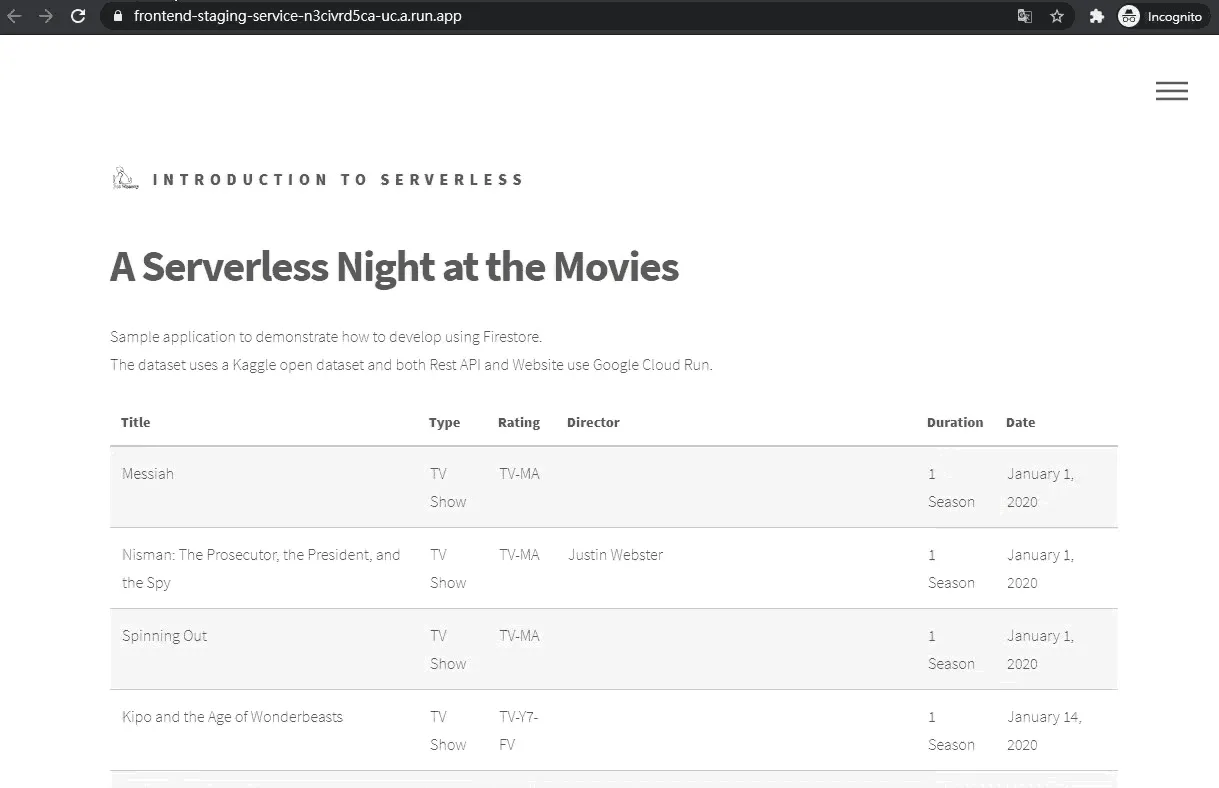 frontend-staging-service-n3civrd5ca-uc.a.run.app
Incognito
INTRODUCTION TO SERVERLESS
A Serverless Night at the Movies
Sample application to demonstrate how to develop using Firestore.
The dataset uses a Kaggle open dataset and both Rest API and Website use Google Cloud Run.
Title Type Rating Director Duration Date
Messiah TV TV-MA 1 January 1,
Show Season 2020
Nisman: The Prosecutor, the President, and TV TV-MA Justin Webster 1 January 1,
the Spy Show Season 2020
Spinning Out TV TV-MA 1 January 1,
Show Season 2020
Kipo and the Age of Wonderbeasts TV TV-Y7- 1 January 14,
Show FV Season 2020